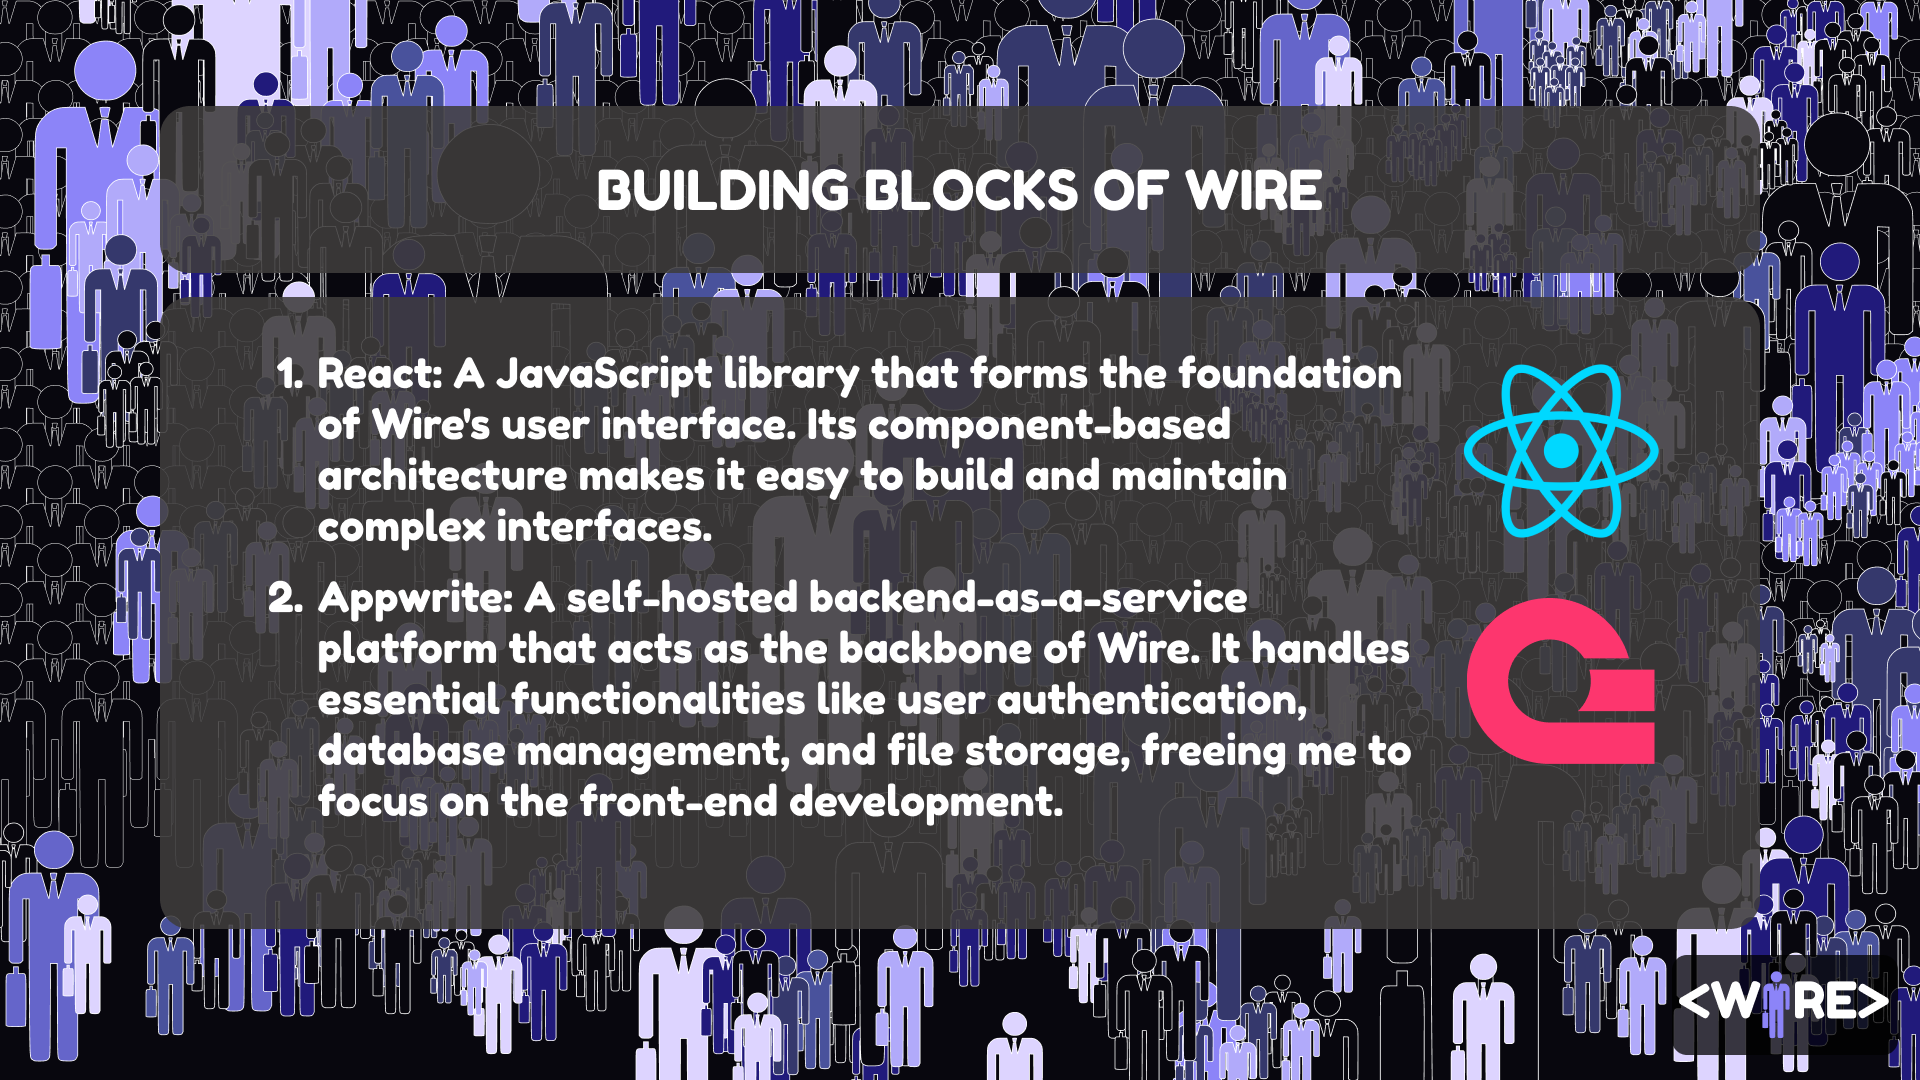 BUILDING BLOCKS OF WIRE
1. React: A JavaScript library that forms the foundation
of Wire's user interface. Its component-based
architecture makes it easy to build and maintain
complex interfaces.
2. Appwrite: A self-hosted backend-as-a-service
platform that acts as the backbone of Wire. It handles
essential functionalities like user authentication,
database management, and file storage, freeing me to
focus on the front-end development.
<WIRE>